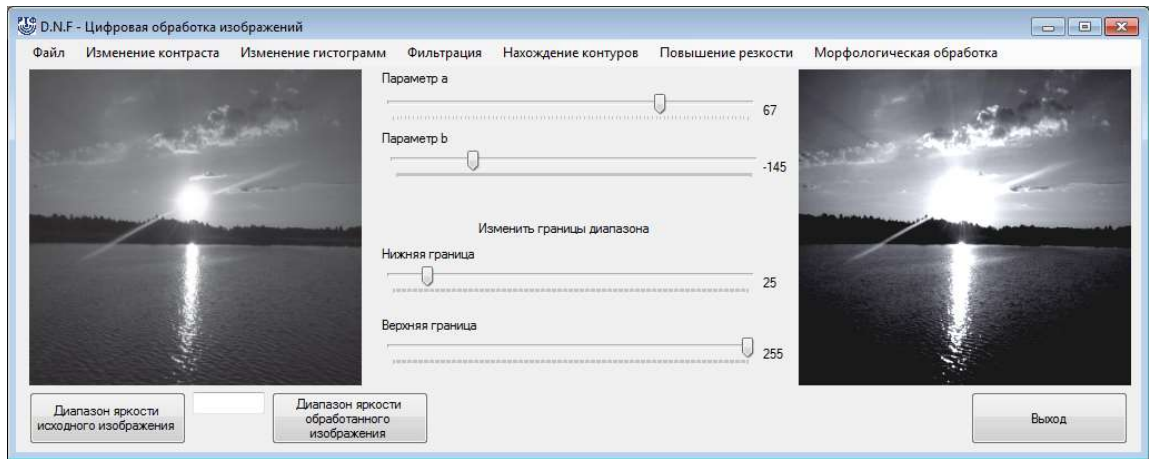 РТФ
D.N.F - Цифровая обработка изображений
Файл Изменение контраста Изменение гистограмм Фильтрация Нахождение контуров Повышение резкости Морфологическая обработка
Параметр a
67
Параметр b
-145
Изменить границы диапазона
Нижняя граница
25
Верхняя граница
255
Диапазон яркости
исходного изображения
Диапазон яркости
обработанного
изображения
Выход